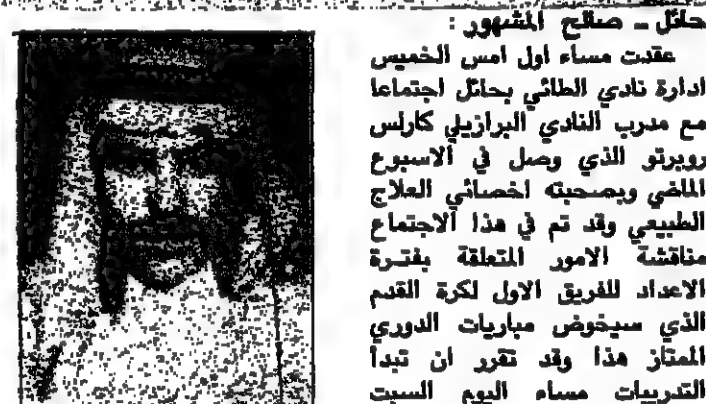 حائل ـ صالح المشهور :
عقدت مساء اول امس الخميس
ادارة نادي الطائي بحائل اجتماعا
مع مدرب النادي البرازيلي كارلس
روبرتو الذي وصل في الاسبوع
الماضي وبصحبته اخصائي العلاج
الطبيعي وقد تم في هذا الاجتماع
مناقشة الامور المتعلقة بفترة
الاعداد للفريق الاول لكرة القدم
الذي سيخوض مباريات الدوري
الممتاز هذا وقد تقرر ان تبدأ
التدريبات مساء اليوم السبت